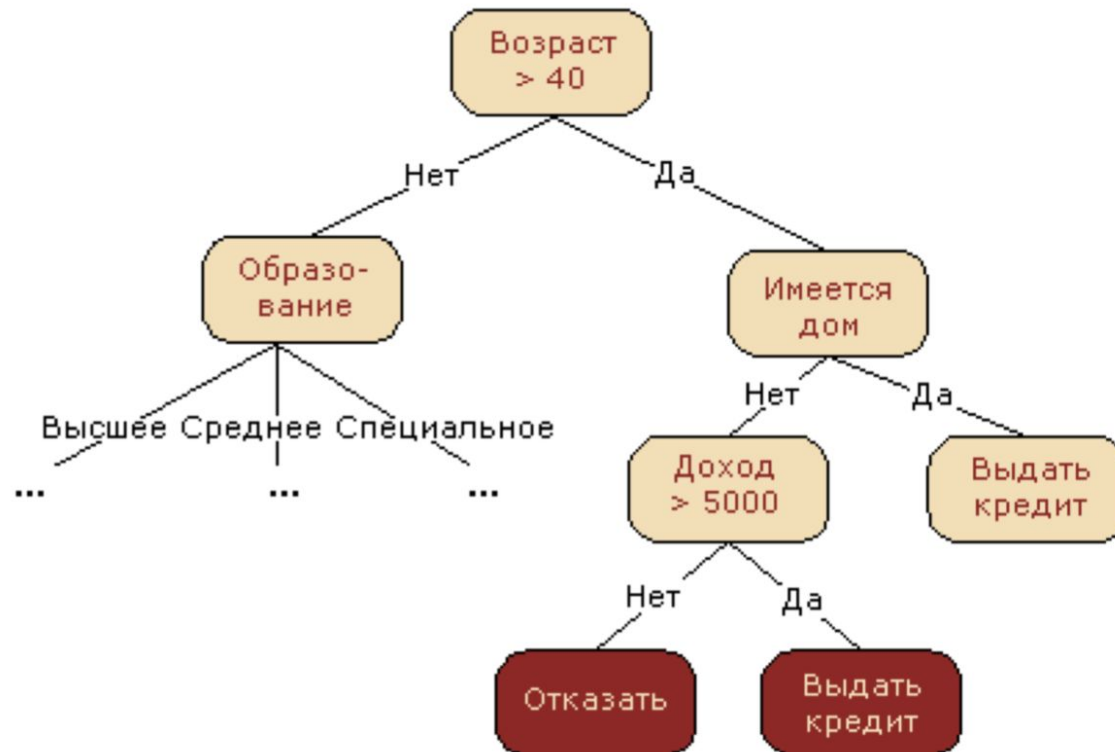 Возраст
> 40
Нет
Да
Образо-
вание
Имеется
дом
Нет
Да
Высшее Среднее Специальное
... ... ...
Доход
> 5000
Выдать
кредит
Нет
Да
Отказать
Выдать
кредит